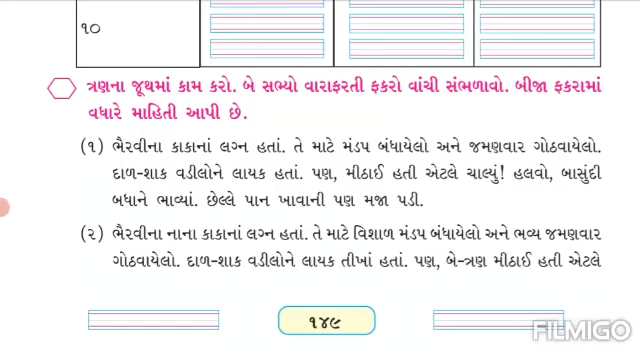 ૧૦
ત્રણના જૂથમાં કામ કરો. બે સભ્યો વારાફરતી ફકરો વાંચી સંભળાવો. બીજા ફકરામાં
વધારે માહિતી આપી છે.
(૧) ભૈરવીના કાકાનાં લગ્ન હતાં. તે માટે મંડપ બંધાયેલો અને જમણવાર ગોઠવાયેલો.
દાળ-શાક વડીલોને લાયક હતાં. પણ, મીઠાઈ હતી એટલે ચાલ્યું! હલવો, બાસુંદી
બધાને ભાવ્યાં. છેલ્લે પાન ખાવાની પણ મજા પડી.
(૨) ભૈરવીના નાના કાકાનાં લગ્ન હતાં. તે માટે વિશાળ મંડપ બંધાયેલો અને ભવ્ય જમણવાર
ગોઠવાયેલો. દાળ-શાક વડીલોને લાયક તીખાં હતાં. પણ, બે-ત્રણ મીઠાઈ હતી એટલે
૧૪૯
FILMIGO